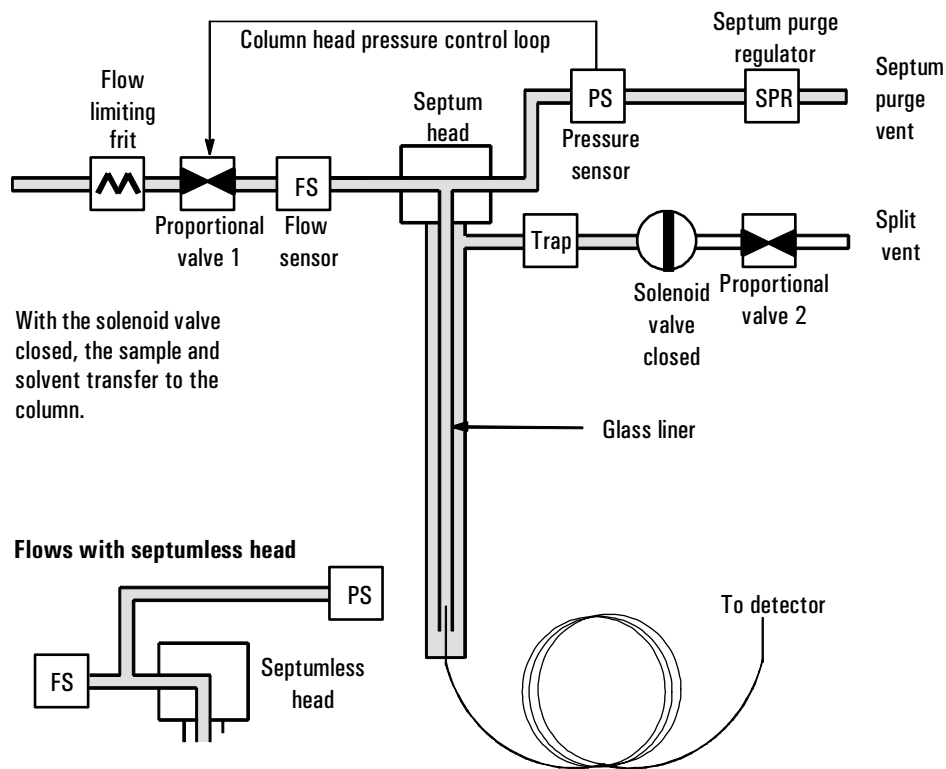 Column head pressure control loop
Septum purge
regulator
Septum
purge
vent
Flow
limiting
frit
Septum
head
PS
SPR
Pressure
sensor
FS
Proportional
valve 1
Flow
sensor
Trap
Split
vent
Solenoid
valve
closed
Proportional
valve 2
With the solenoid valve
closed, the sample and
solvent transfer to the
column.
Glass liner
Flows with septumless head
PS
FS
Septumless
head
To detector